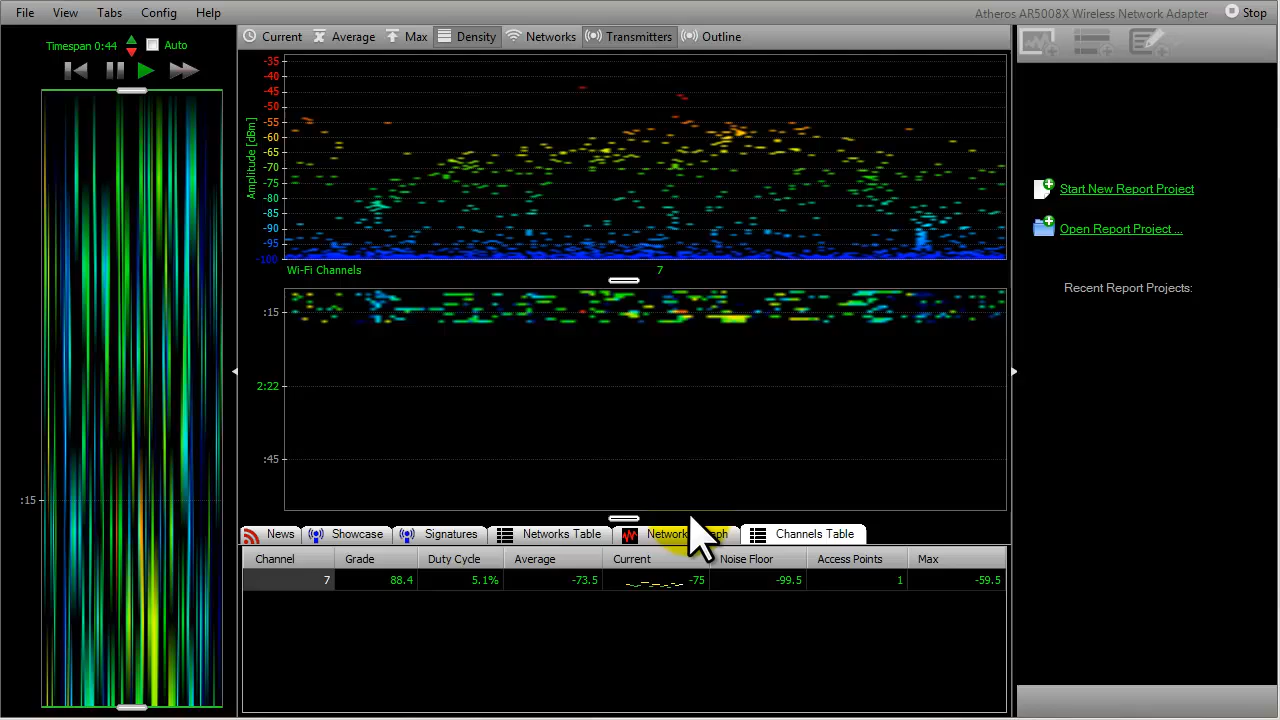 File View Tabs Config Help Atheros AR5008X Wireless Network Adapter Stop
Timespan 0:44 Auto
:15
Current Average Max Density Networks Transmitters Outline
Amplitude [dBm]
-35
-40
-45
-50
-55
-60
-65
-70
-75
-80
-85
-90
-95
-100
Wi-Fi Channels 7
:15
2:22
:45
News Showcase Signatures Networks Table Channels Table
Channel Grade Duty Cycle Average Current Noise Floor Access Points Max
7 88.4 5.1% -73.5 -75 -99.5 1 -59.5
Start New Report Project
Open Report Project ...
Recent Report Projects: